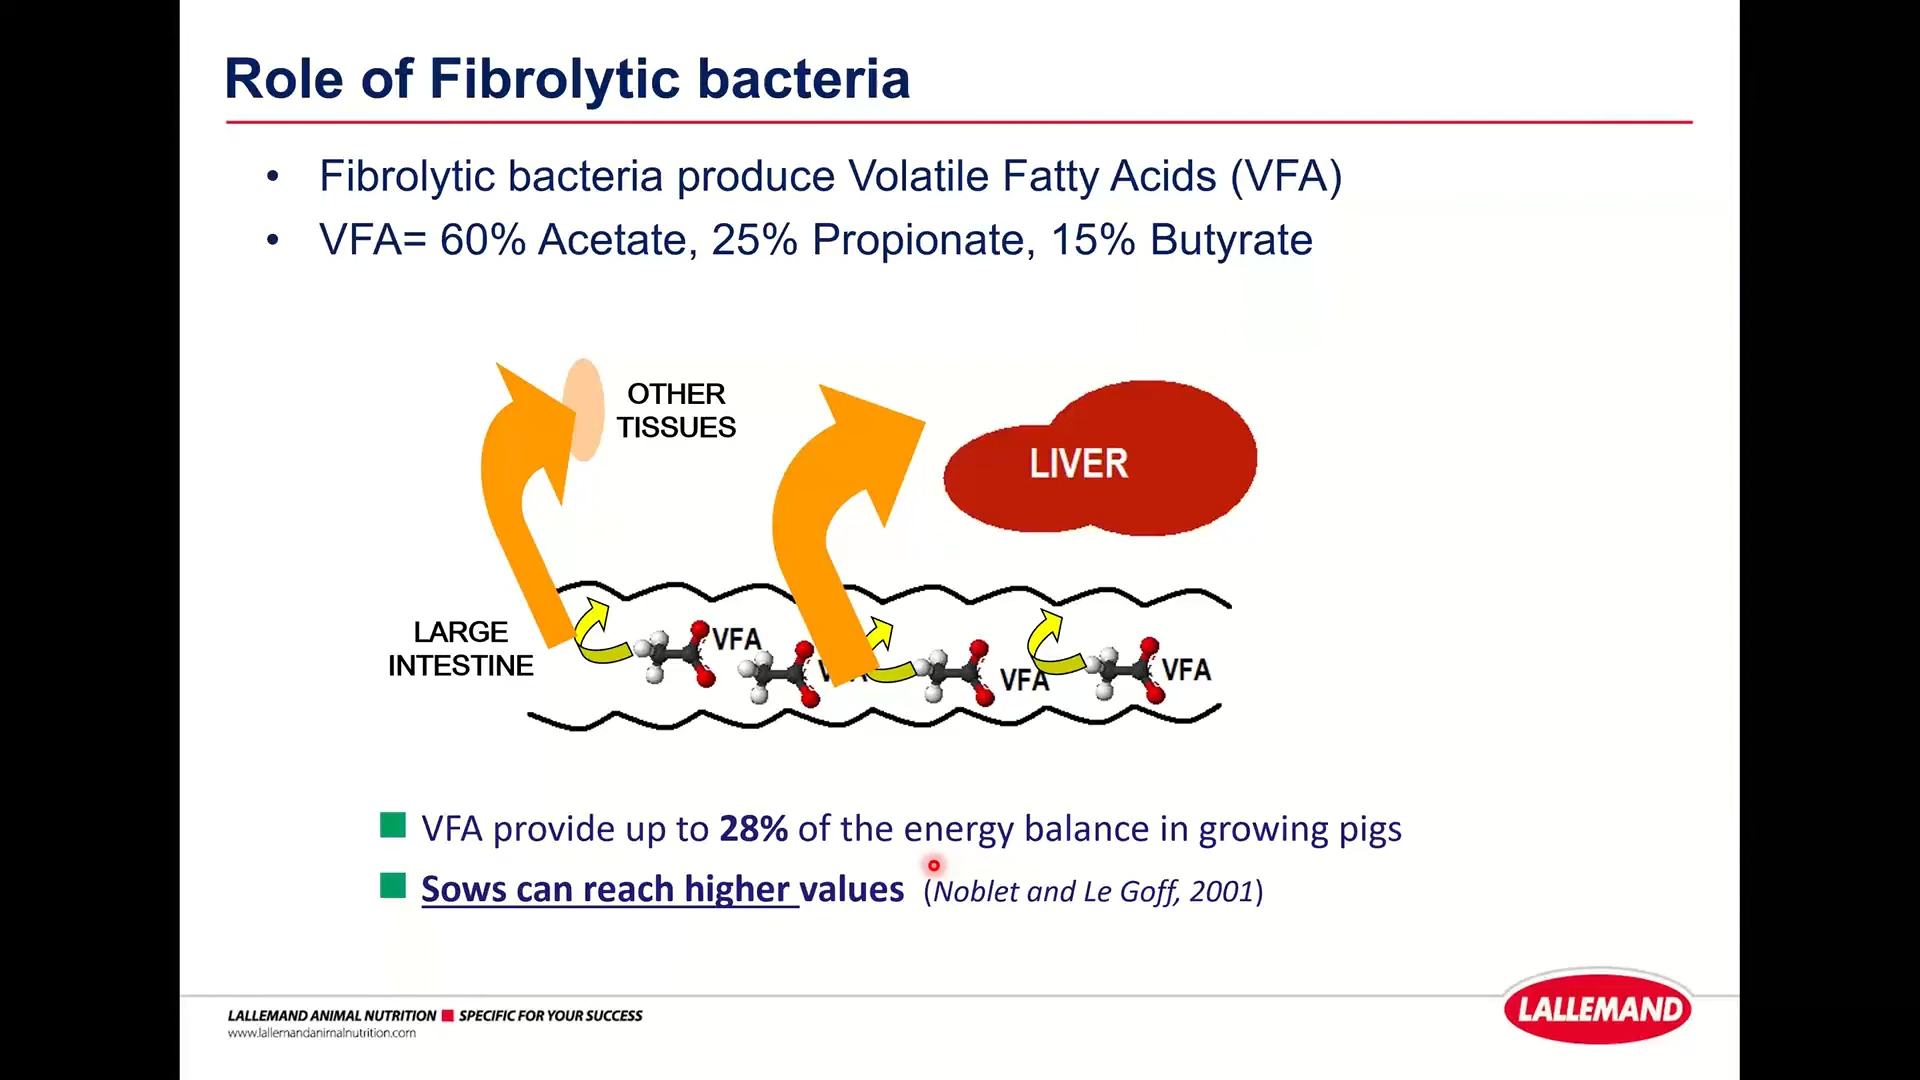 Role of Fibrolytic bacteria
• Fibrolytic bacteria produce Volatile Fatty Acids (VFA)
• VFA= 60% Acetate, 25% Propionate, 15% Butyrate
OTHER
TISSUES
LIVER
LARGE
INTESTINE
VFA
VFA
VFA
VFA provide up to 28% of the energy balance in growing pigs
Sows can reach higher values (Noblet and Le Goff, 2001)
LALLEMAND ANIMAL NUTRITION ■ SPECIFIC FOR YOUR SUCCESS
www.lallemandanimalnutrition.com
LALLEMAND